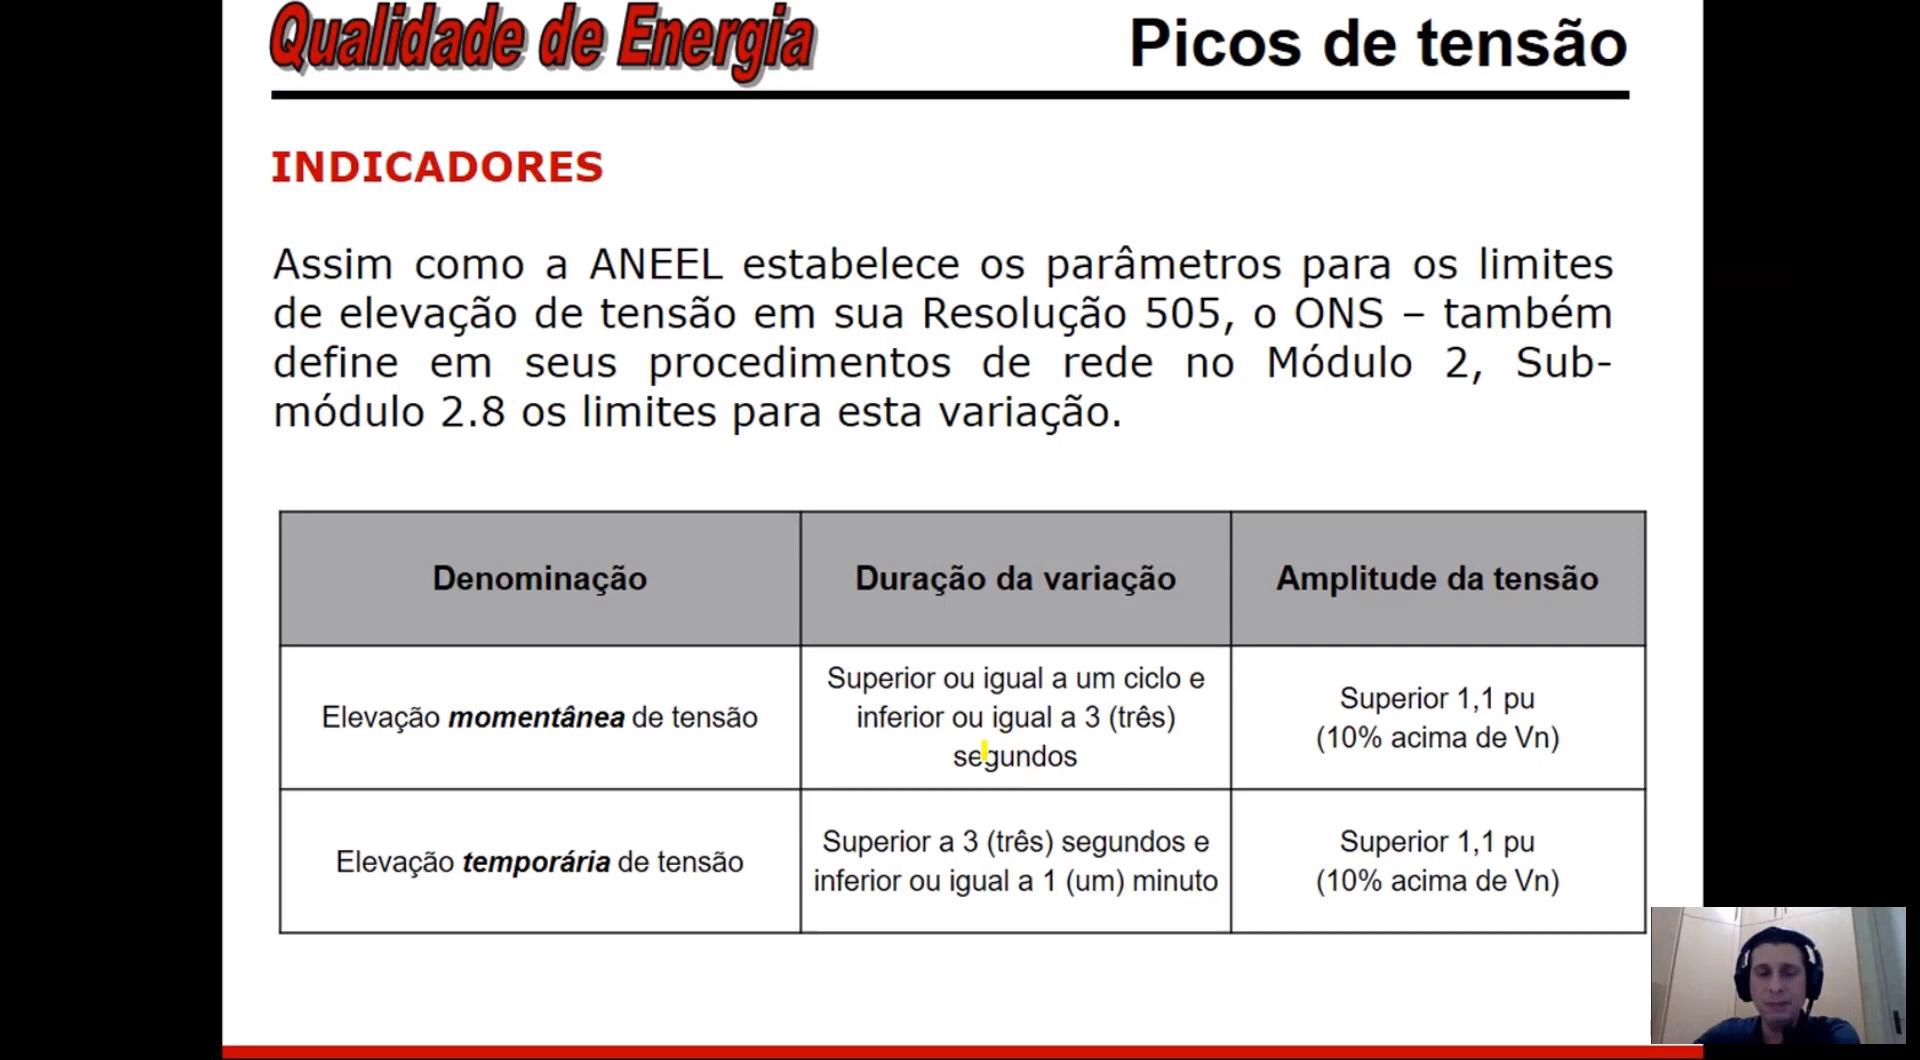 Qualidade de Energia
Picos de tensão
INDICADORES
Assim como a ANEEL estabelece os parâmetros para os limites
de elevação de tensão em sua Resolução 505, o ONS – também
define em seus procedimentos de rede no Módulo 2, Sub-
módulo 2.8 os limites para esta variação.
Denominação
Duração da variação
Amplitude da tensão
Elevação momentânea de tensão
Superior ou igual a um ciclo e
inferior ou igual a 3 (três)
segundos
Superior 1,1 pu
(10% acima de Vn)
Elevação temporária de tensão
Superior a 3 (três) segundos e
inferior ou igual a 1 (um) minuto
Superior 1,1 pu
(10% acima de Vn)